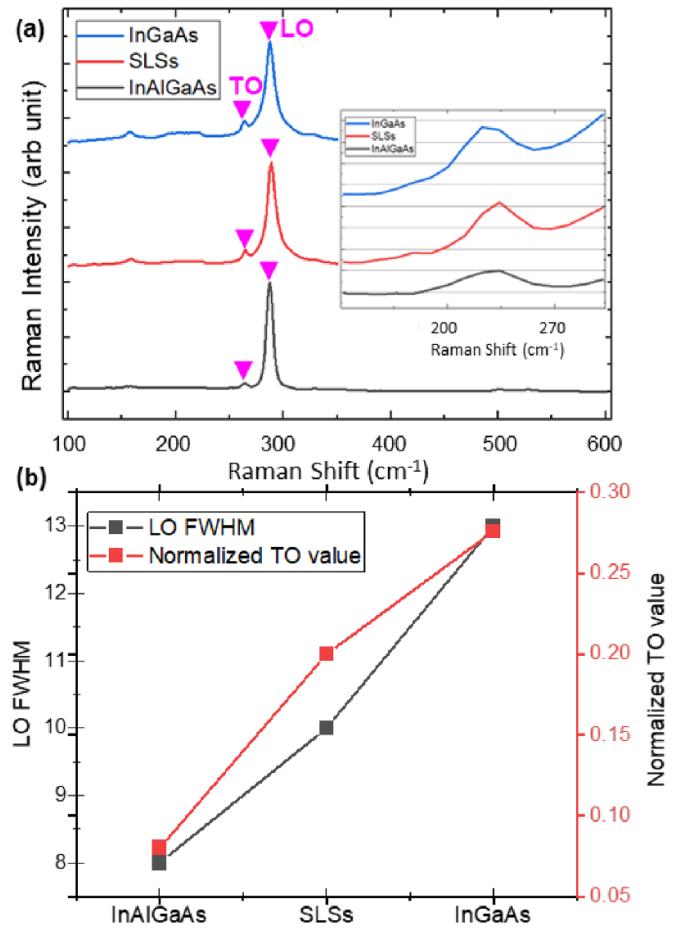 (a)
InGaAs
SLSs
InAlGaAs
LO
TO
InGaAs
SLSs
InAlGaAs
200 270
Raman Shift (cm-1)
Raman Intensity (arb unit)
100 200 300 400 500 600
Raman Shift (cm-1)
(b)
LO FWHM
Normalized TO value
13
12
11
10
9
8
LO FWHM
0.30
0.25
0.20
0.15
0.10
0.05
Normalized TO value
InAlGaAs SLSs InGaAs